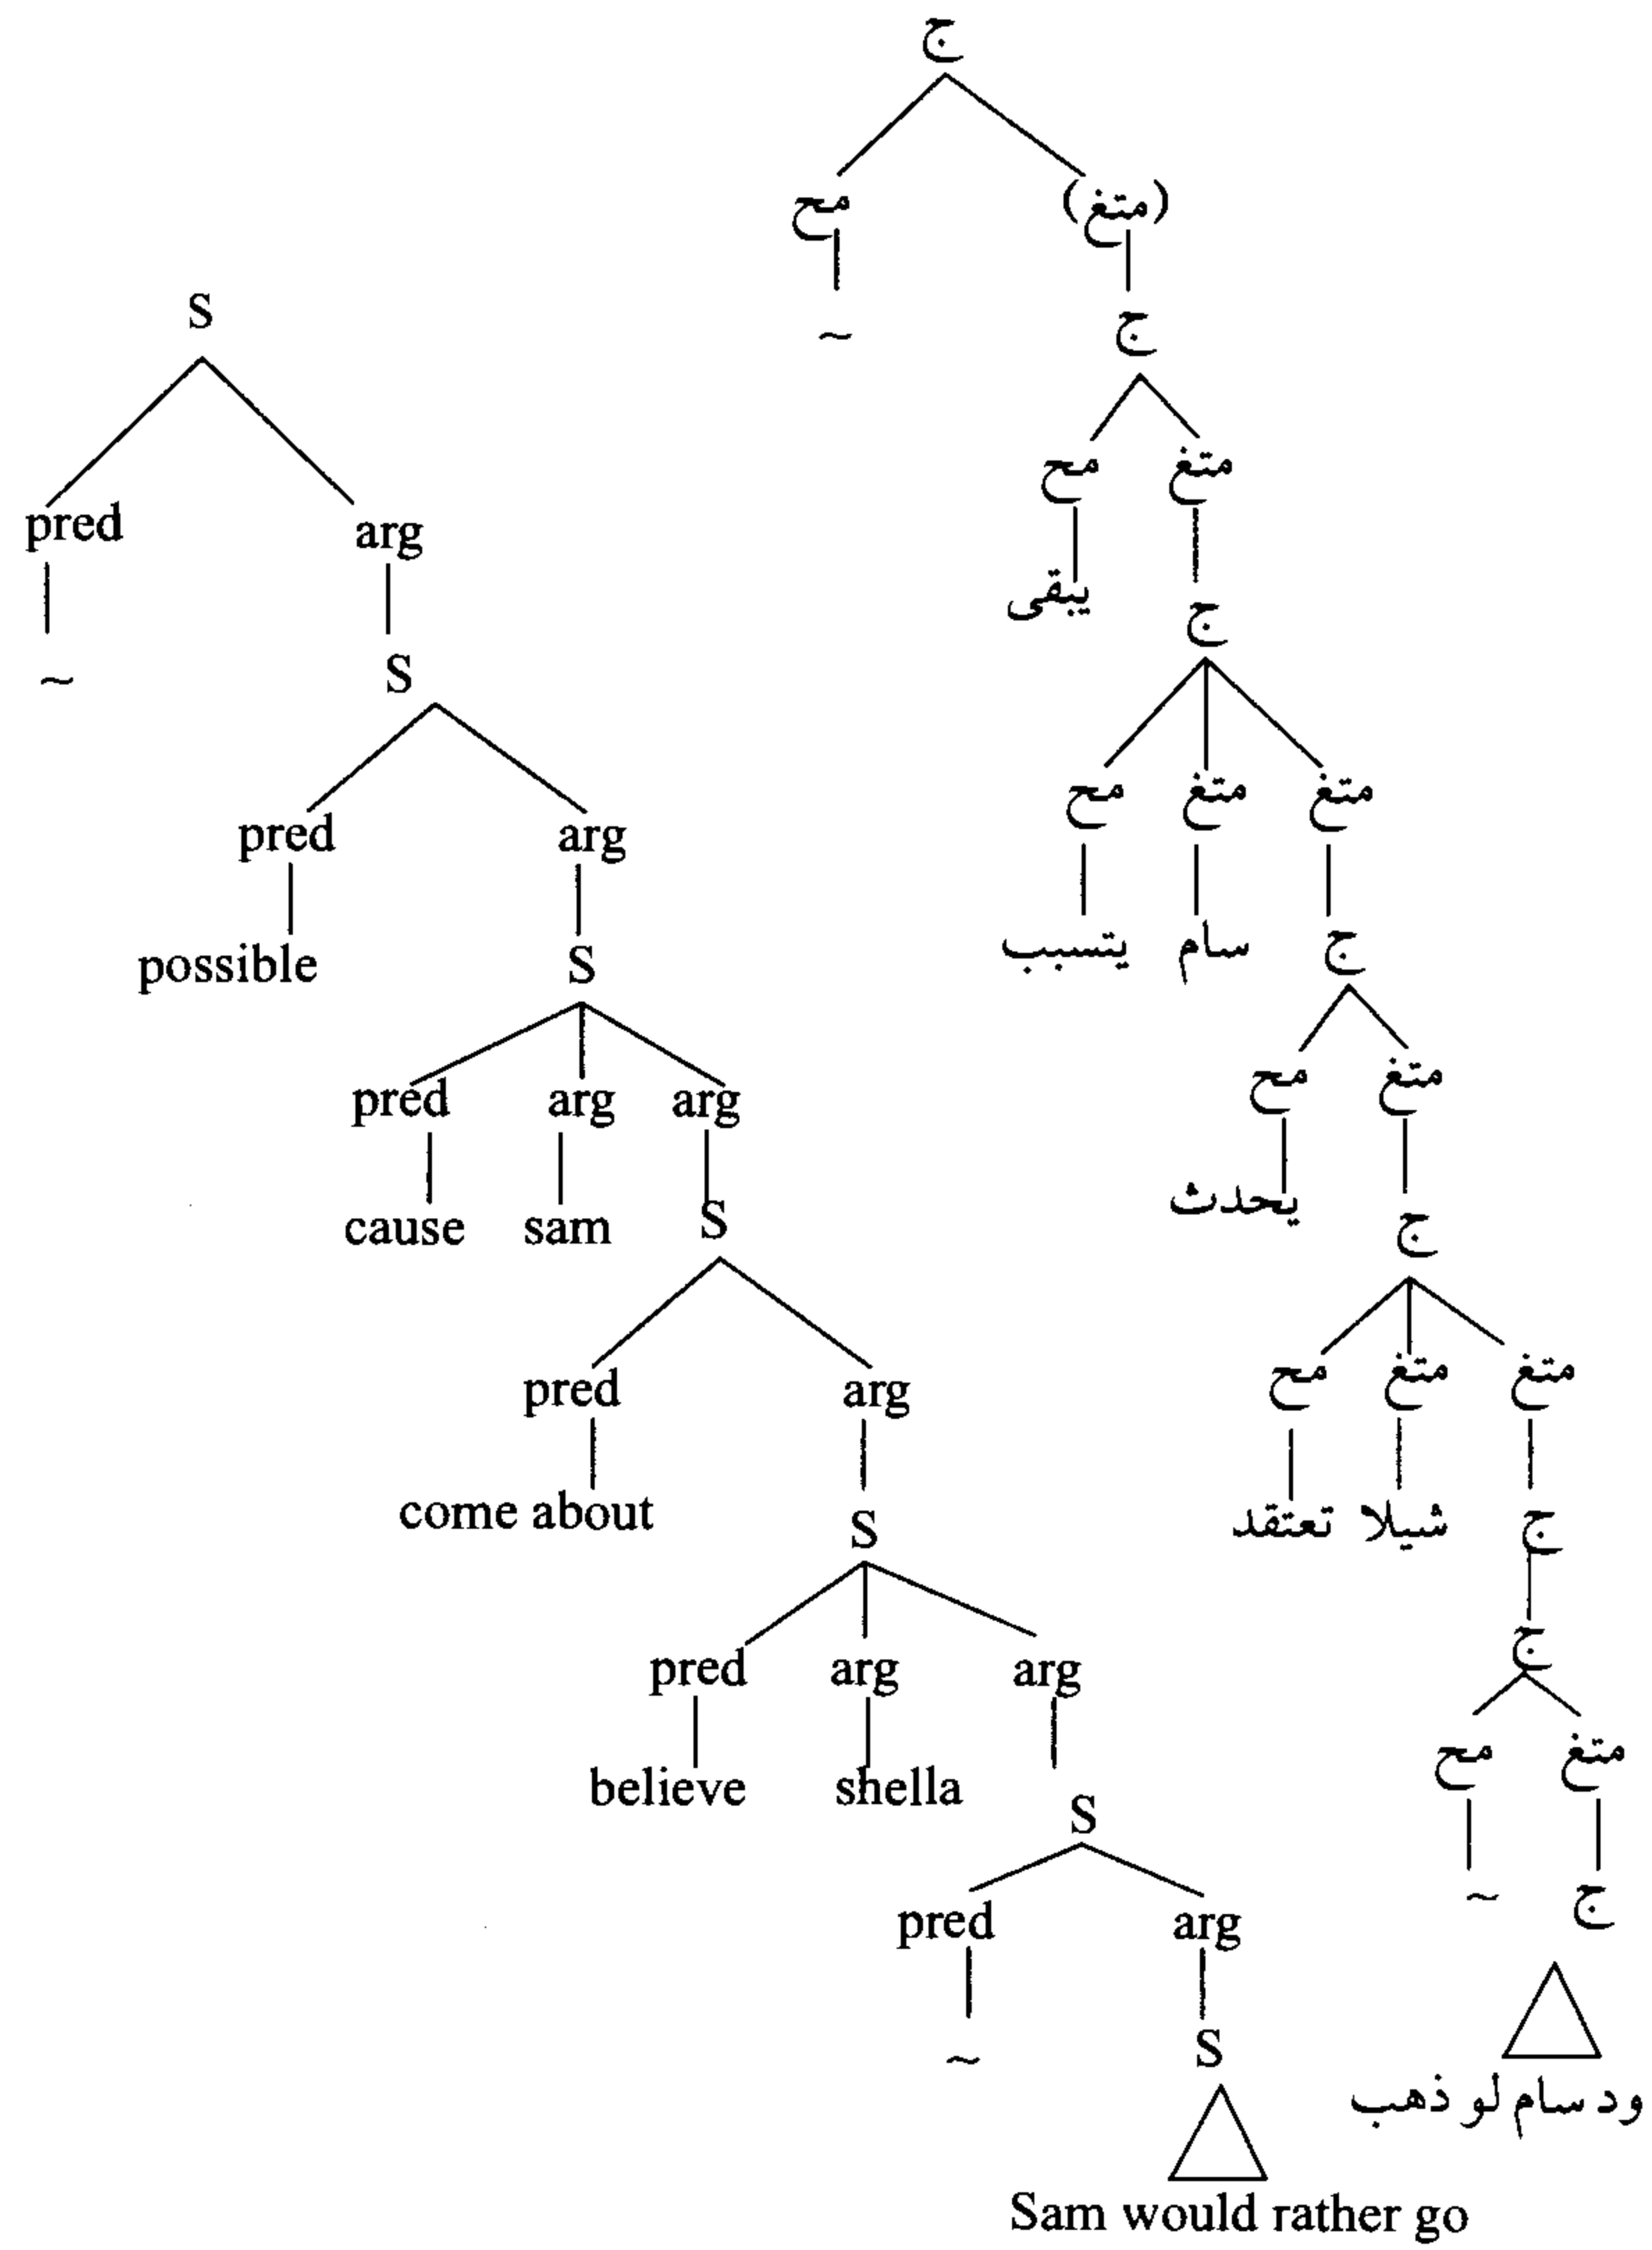 S
pred arg
~
S
pred arg
possible
S
pred arg arg
cause sam
S
pred arg
come about
S
pred arg arg
believe shella
S
pred arg
~
S
Sam would rather go
ج
(متغ) مح
~
ج
متغ مح
يبقى
ج
متغ متغ مح
سام يتسبب
ج
متغ مح
يحدث
ج
متغ متغ مح
شيلا تعتقد
ج
ج
متغ مح
~
ج
ود سام لو ذهب